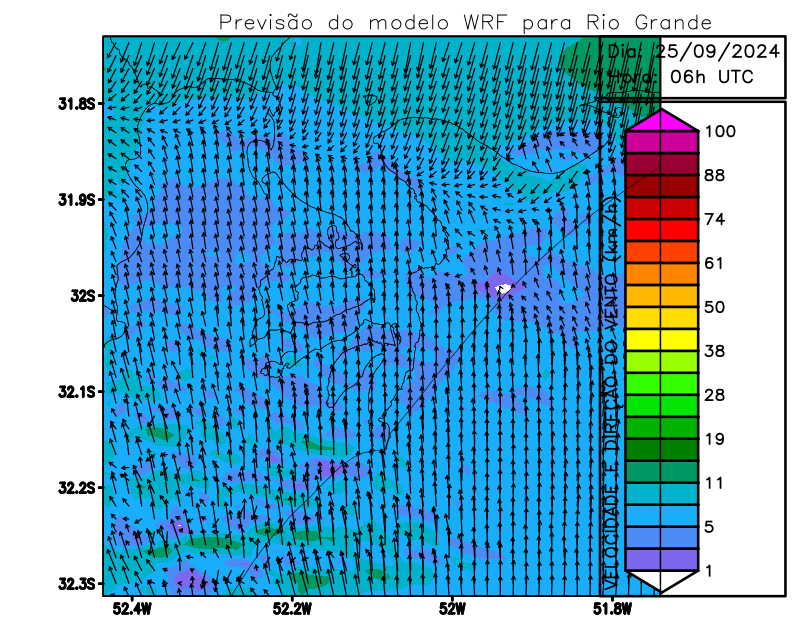 Previsão do modelo WRF para Rio Grande
Dia: 25/09/2024
Hora: 06h UTC
31.8S
31.9S
32S
32.1S
32.2S
32.3S
52.4W
52.2W
52W
51.8W
VELOCIDADE E DIREÇÃO DO VENTO (km/h)
100
88
74
61
50
38
28
19
11
5
1